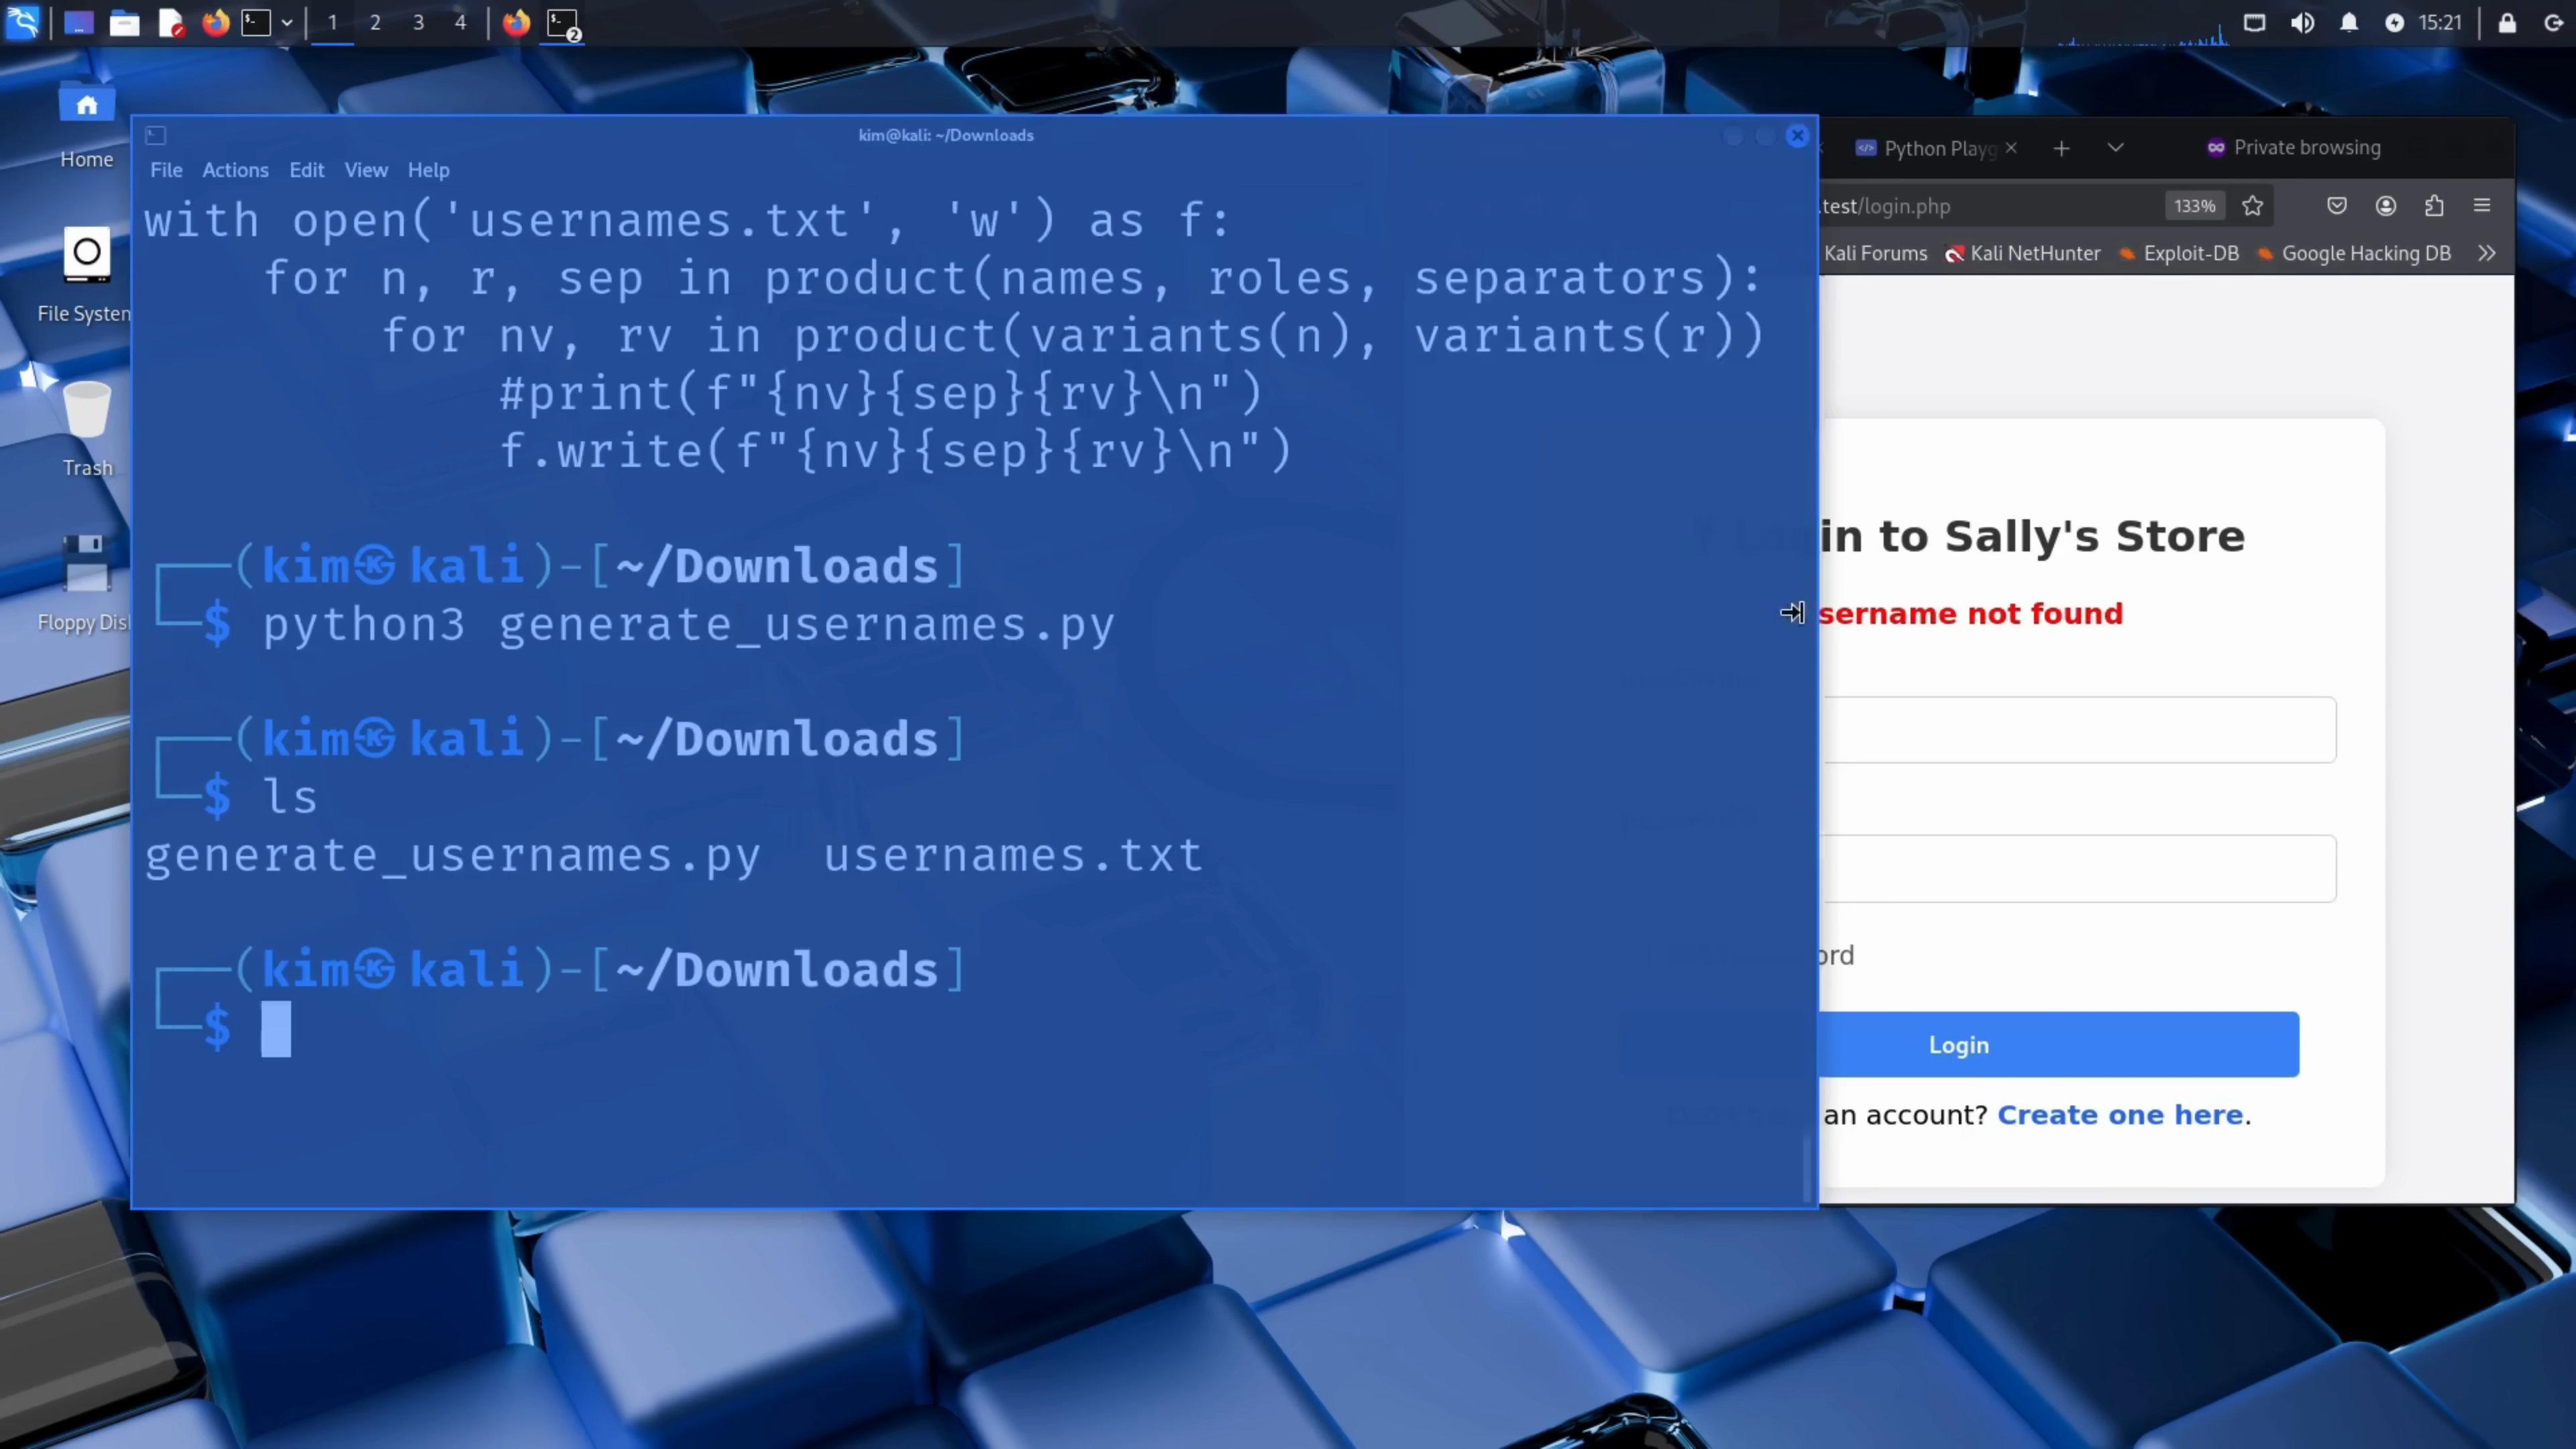 1 2 3 4
2
15:21
Home
File System
Trash
kim@kali: ~/Downloads
File Actions Edit View Help
with open('usernames.txt', 'w') as f:
for n, r, sep in product(names, roles, separators):
for nv, rv in product(variants(n), variants(r))
#print(f"{nv}{sep}{rv}\n")
f.write(f"{nv}{sep}{rv}\n")
(kim㉿kali)-[~/Downloads]
$ python3 generate_usernames.py
(kim㉿kali)-[~/Downloads]
$ ls
generate_usernames.py usernames.txt
(kim㉿kali)-[~/Downloads]
$
Python Playg
Private browsing
.test/login.php
133%
Kali Forums Kali NetHunter Exploit-DB Google Hacking DB
in to Sally's Store
sername not found
ord
Login
an account? Create one here.